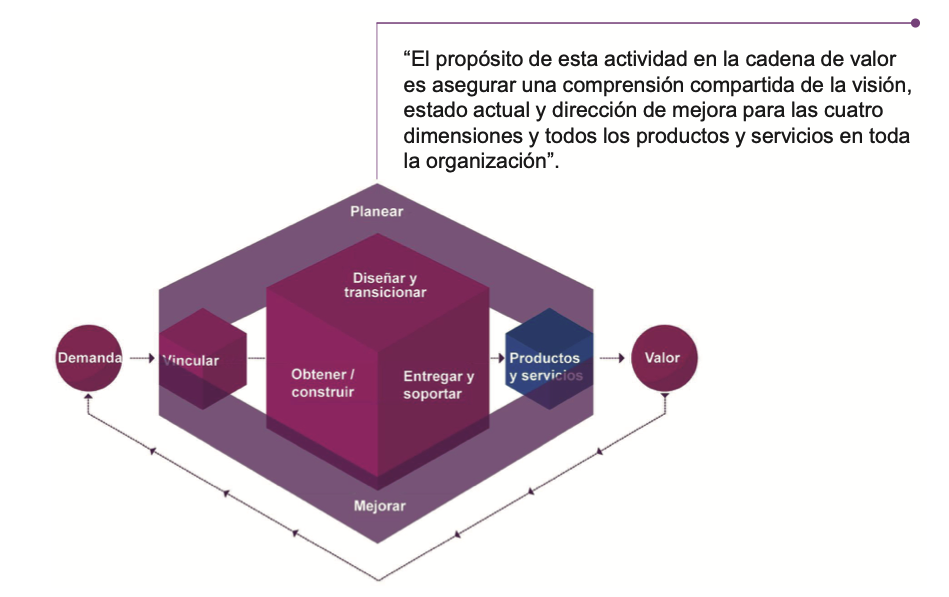 “El propósito de esta actividad en la cadena de valor
es asegurar una comprensión compartida de la visión,
estado actual y dirección de mejora para las cuatro
dimensiones y todos los productos y servicios en toda
la organización”.
Planear
Diseñar y
transicionar
Demanda
Vincular
Obtener /
construir
Entregar y
soportar
Productos
y servicios
Valor
Mejorar